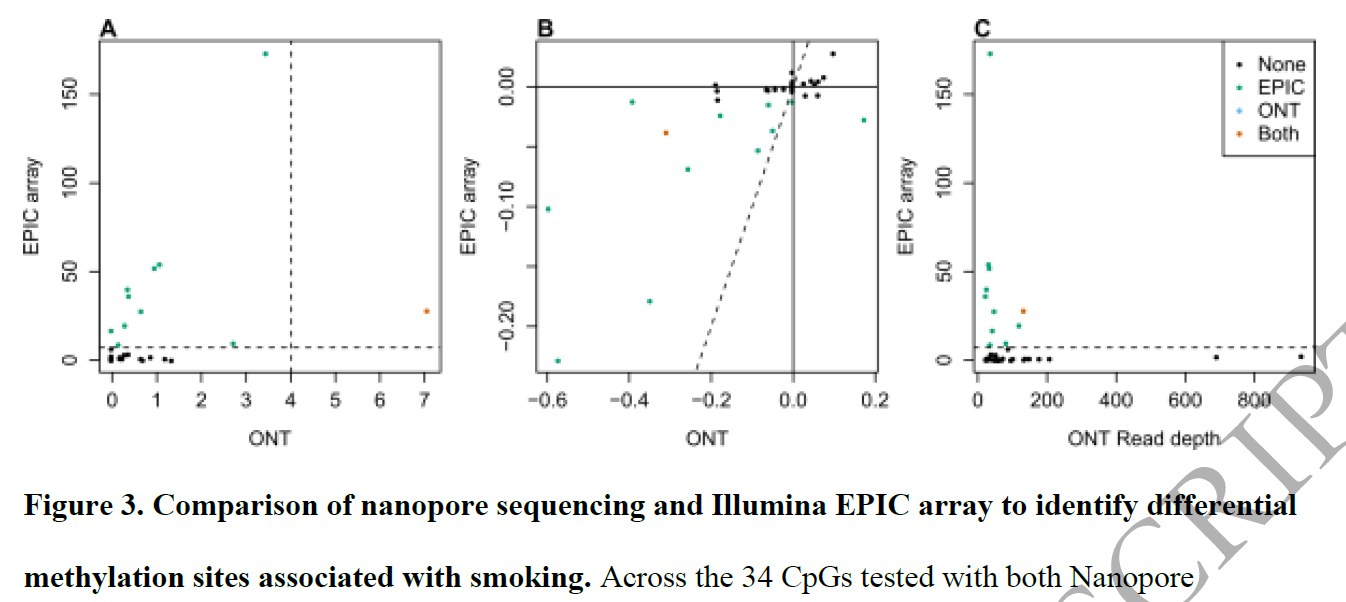 A
B
C
EPIC array
0
50
100
150
0 1 2 3 4 5 6 7
ONT
EPIC array
0.00
−0.10
−0.20
−0.6 −0.4 −0.2 0.0 0.2
ONT
EPIC array
0
50
100
150
0 200 400 600 800
ONT Read depth
None
EPIC
ONT
Both
Figure 3. Comparison of nanopore sequencing and Illumina EPIC array to identify differential
methylation sites associated with smoking. Across the 34 CpGs tested with both Nanopore
SCRIPT